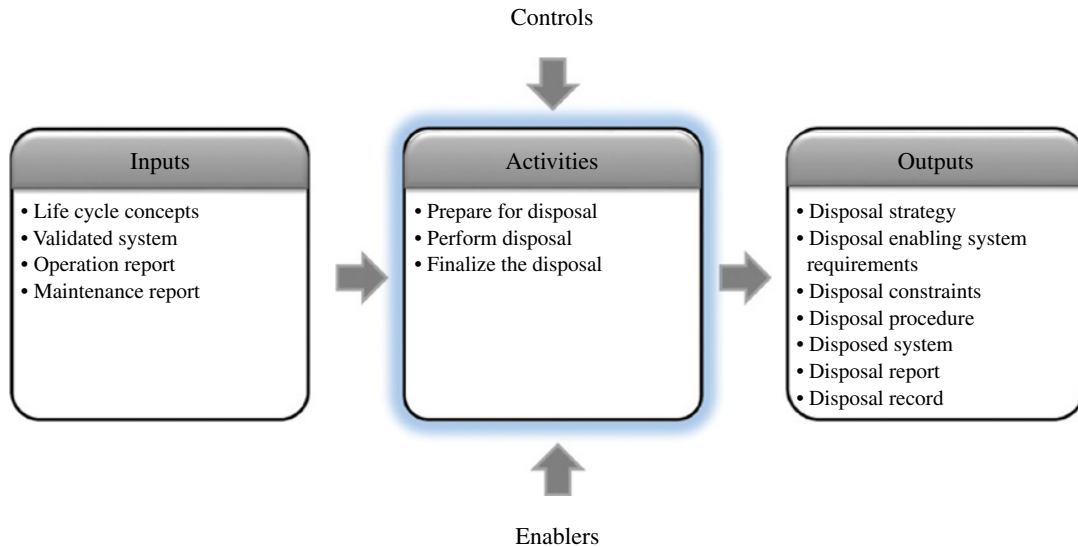 Controls
Inputs
• Life cycle concepts
• Validated system
• Operation report
• Maintenance report
Activities
• Prepare for disposal
• Perform disposal
• Finalize the disposal
Outputs
• Disposal strategy
• Disposal enabling system
requirements
• Disposal constraints
• Disposal procedure
• Disposed system
• Disposal report
• Disposal record
Enablers